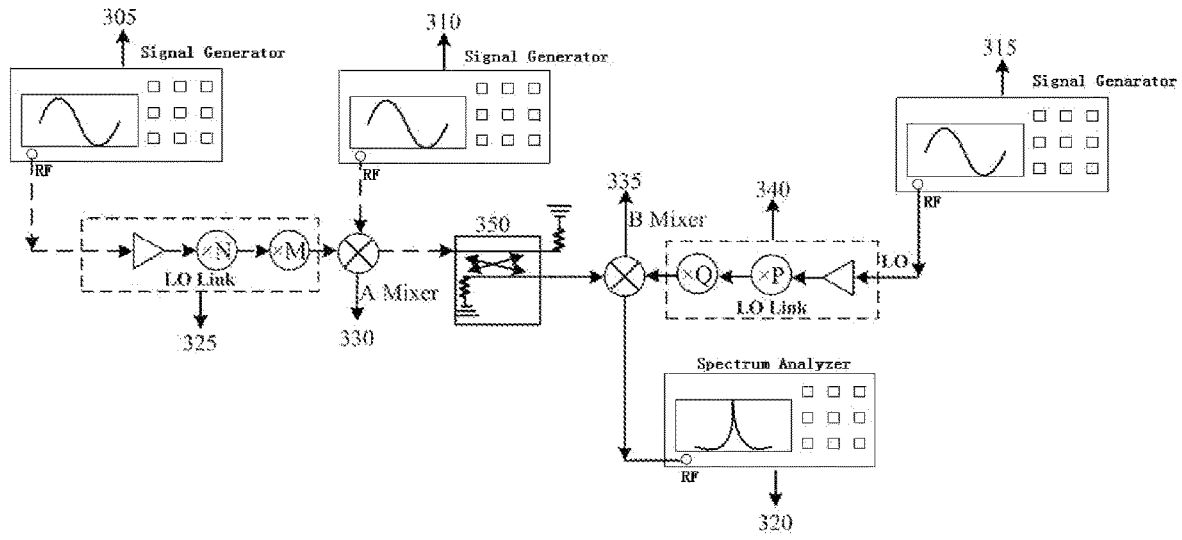 305
Signal Generator
RF
310
Signal Generator
RF
315
Signal Genarator
RF
×N
×M
LO Link
325
A Mixer
330
350
335
B Mixer
340
×Q
×P
LO Link
LO
Spectrum Analyzer
RF
320